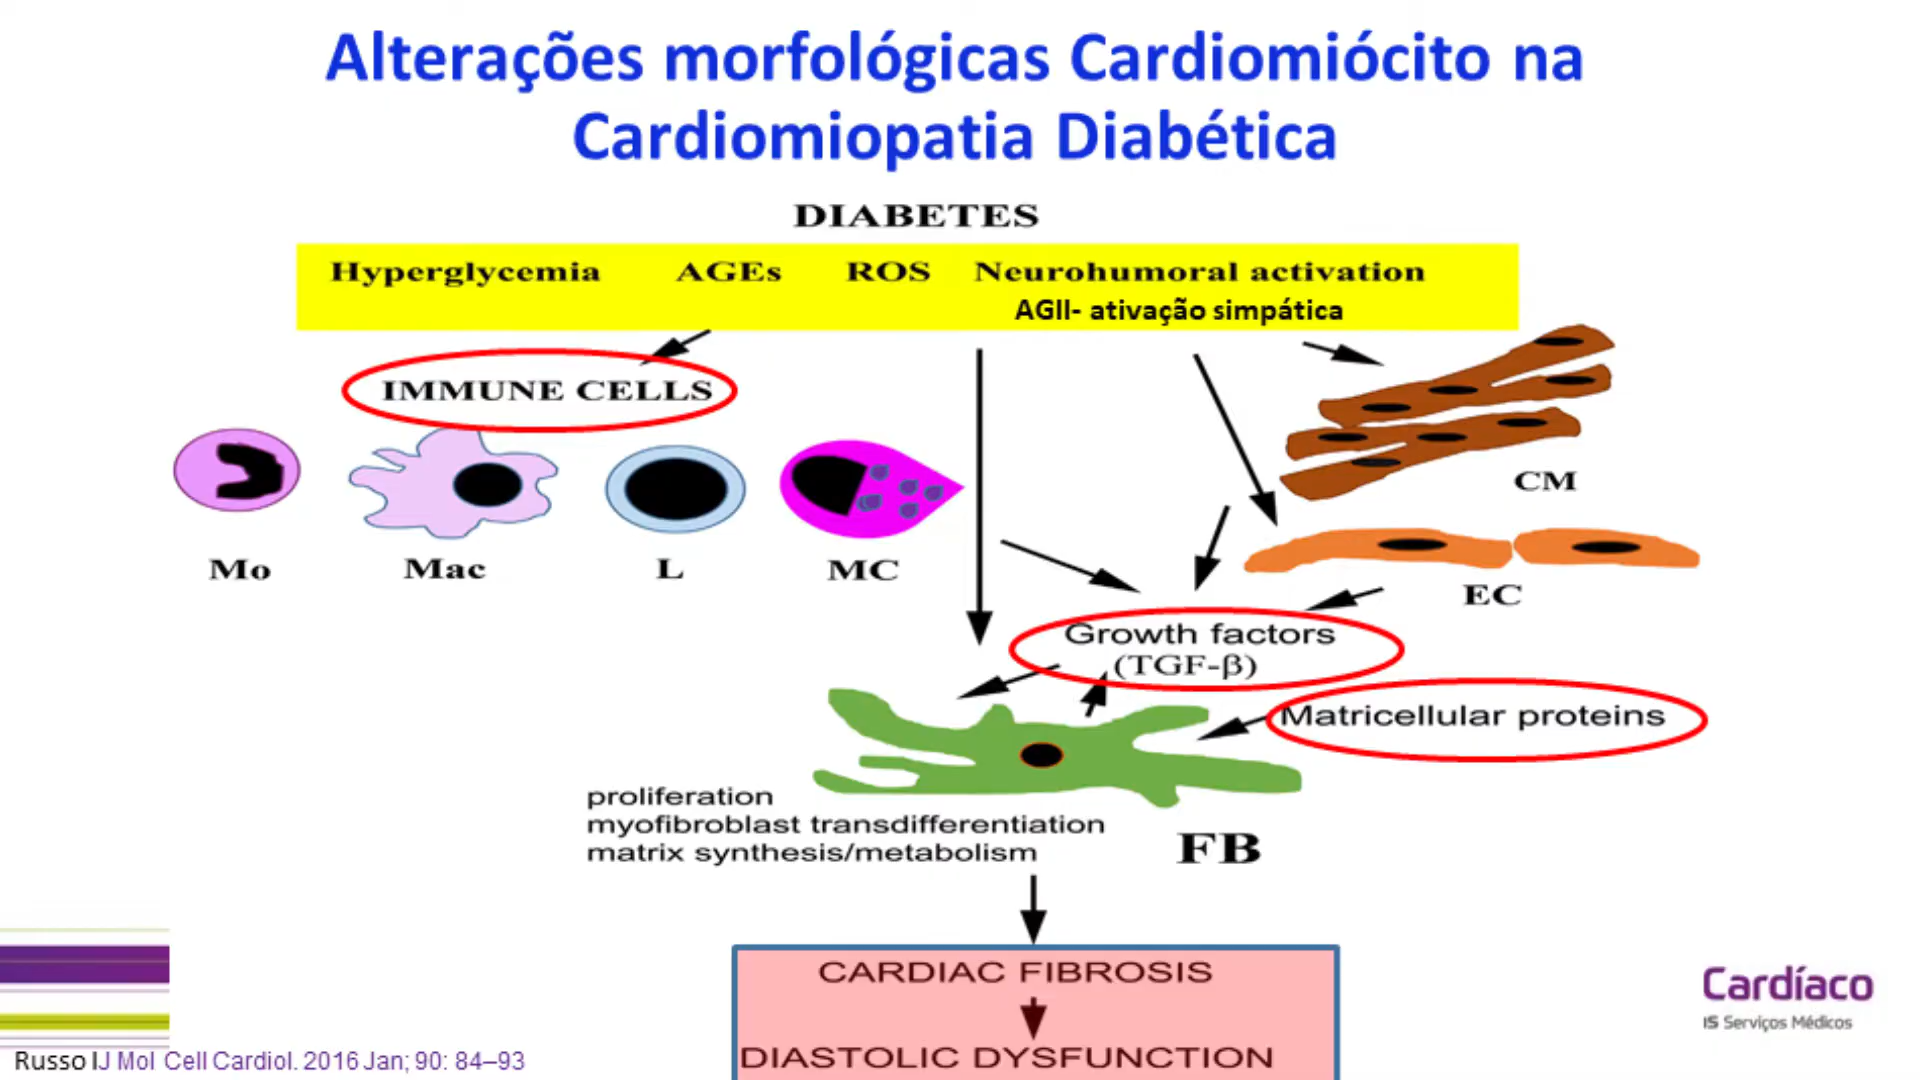 Alterações morfológicas Cardiomiócito na
Cardiomiopatia Diabética
DIABETES
Hyperglycemia AGEs ROS Neurohumoral activation
AGII- ativação simpática
IMMUNE CELLS
CM
Mo Mac L MC
EC
Growth factors
(TGF-β)
Matricellular proteins
proliferation
myofibroblast transdifferentiation
matrix synthesis/metabolism
FB
CARDIAC FIBROSIS
DIASTOLIC DYSFUNCTION
Cardíaco
IS Serviços Médicos
Russo IJ Mol Cell Cardiol. 2016 Jan; 90: 84–93